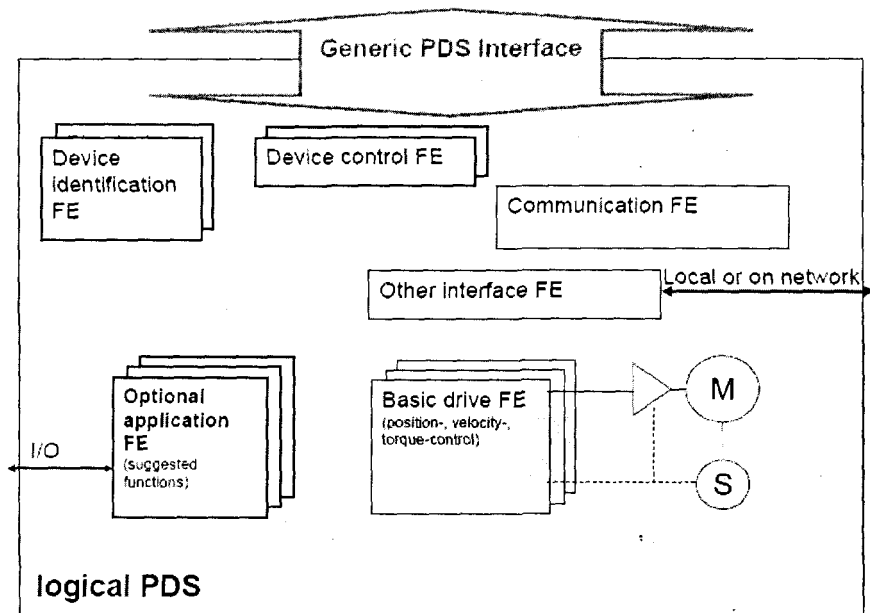 Generic PDS Interface
Device
identification
FE
Device control FE
Communication FE
Other interface FE
Local or on network
Optional
application
FE
(suggested
functions)
I/O
Basic drive FE
(position-, velocity-,
torque-control)
M
S
logical PDS